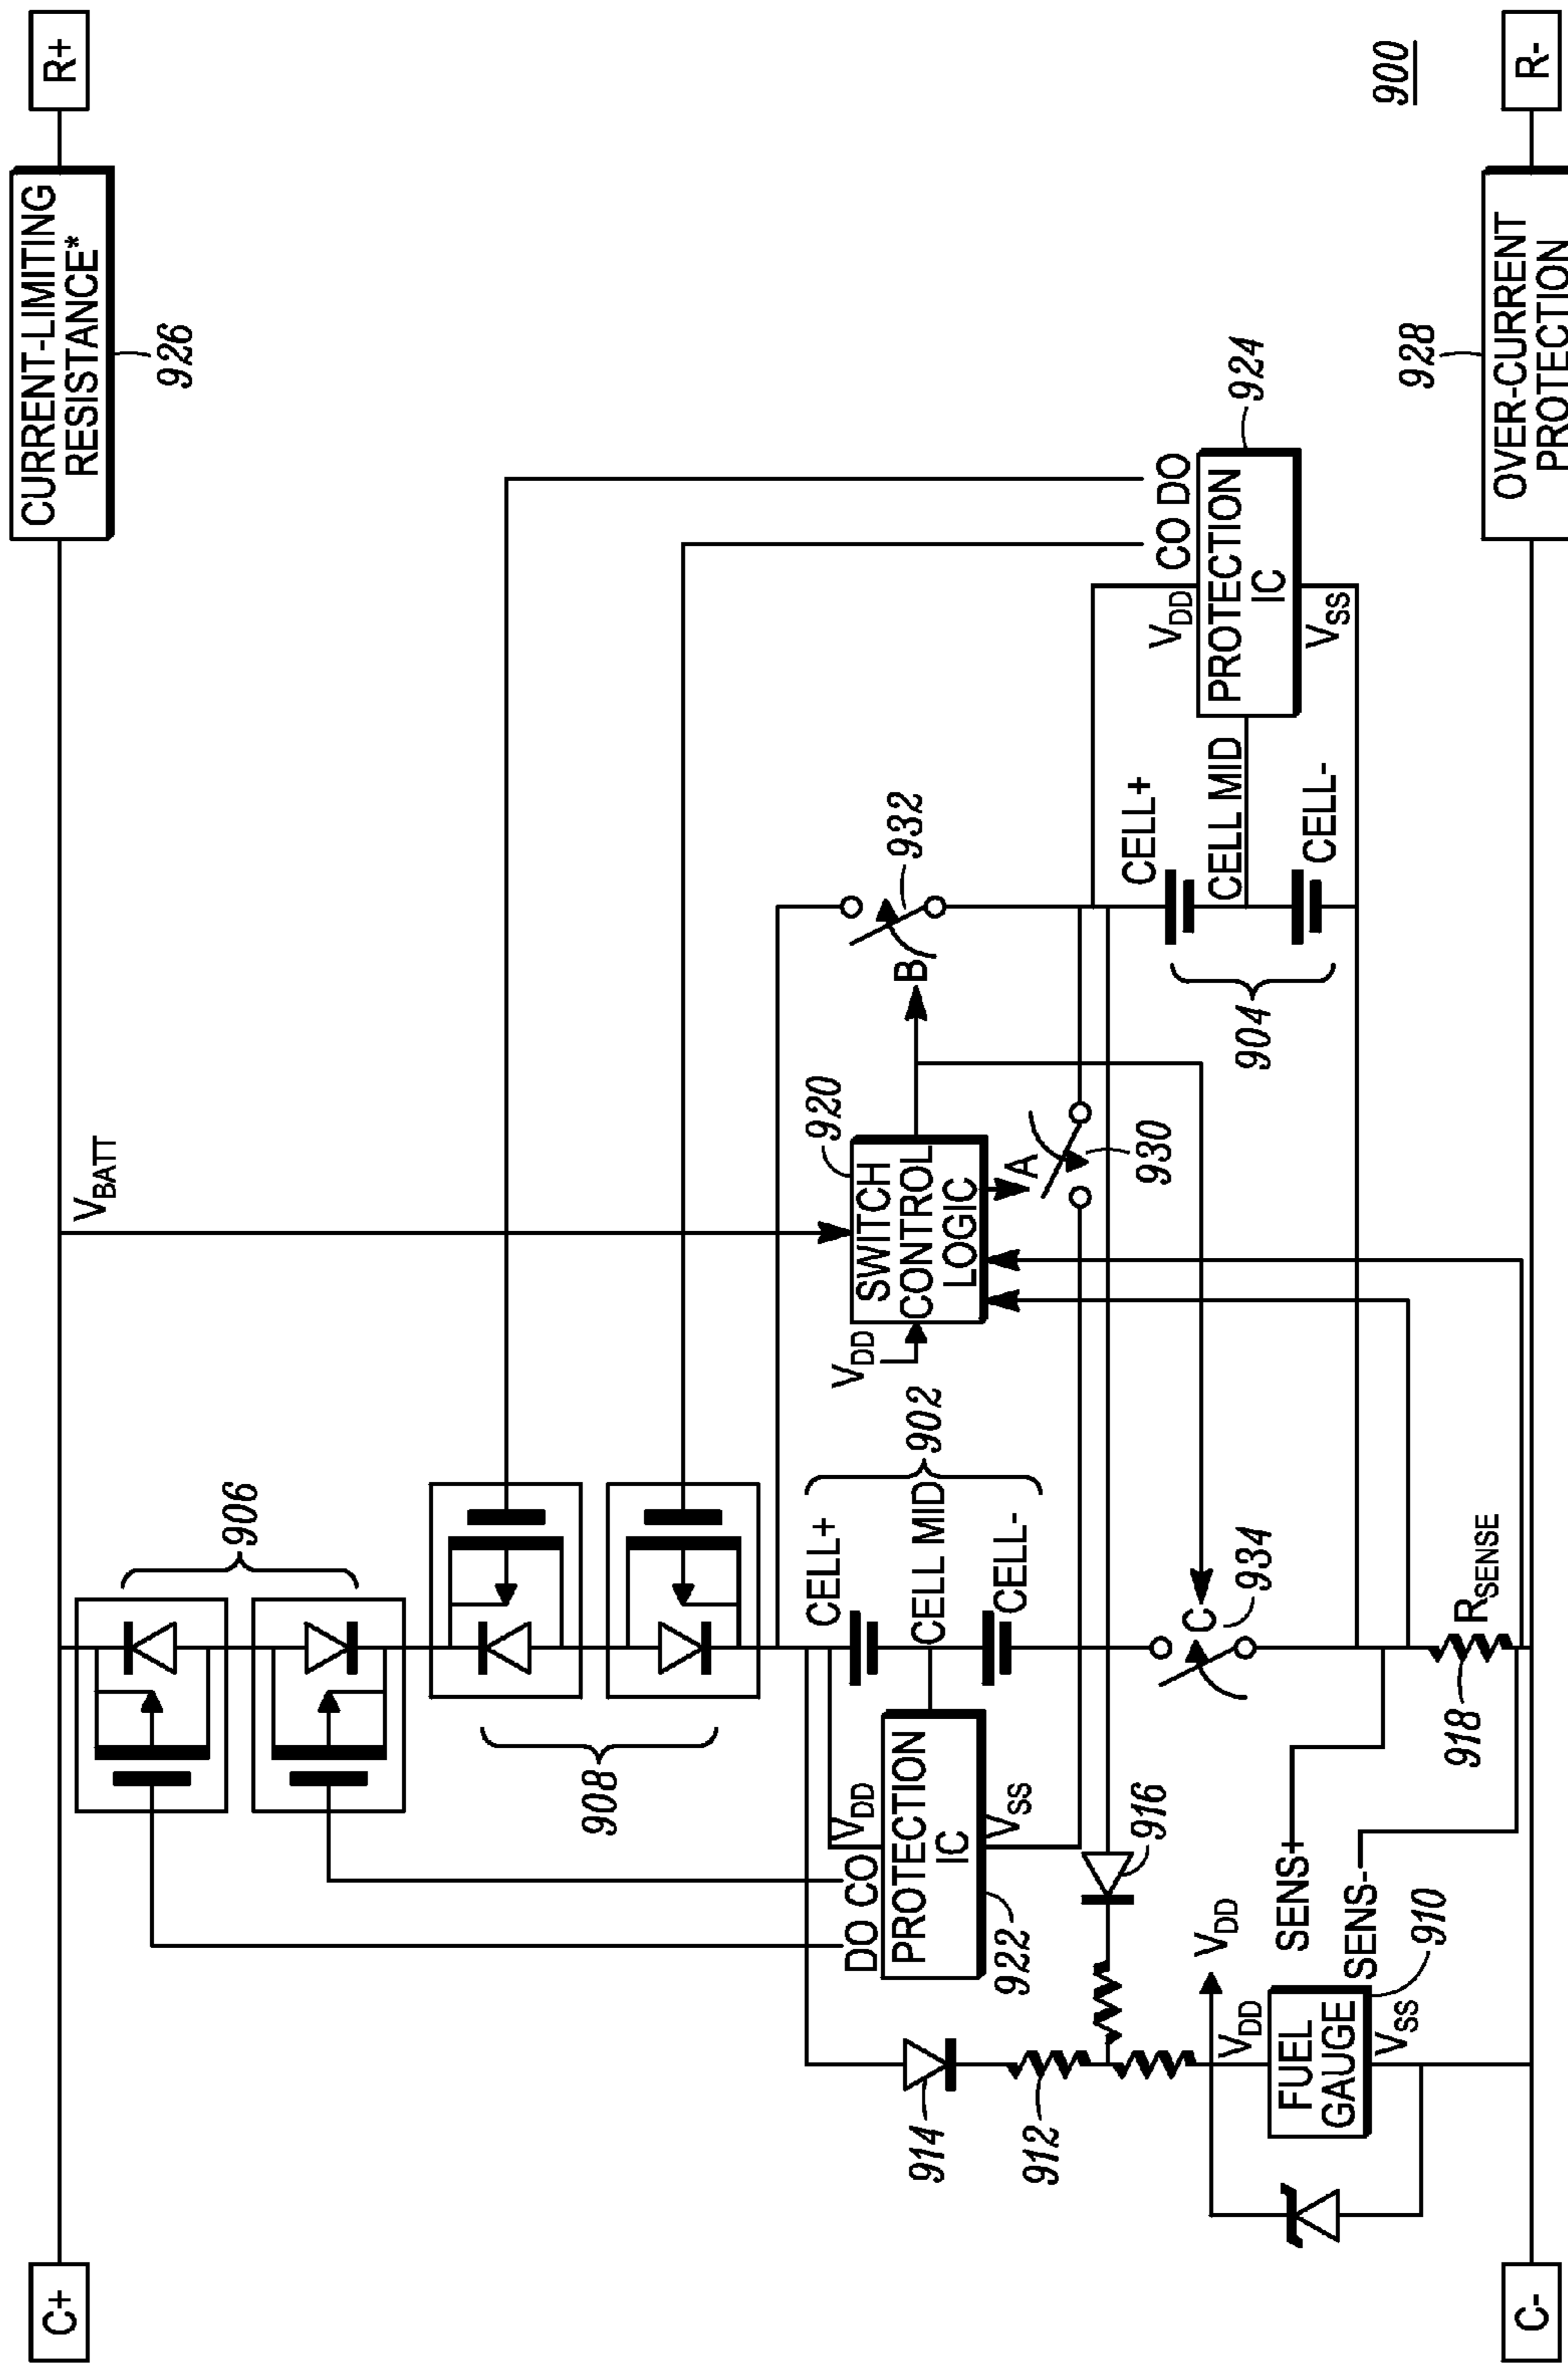 C+
V_BATT
CURRENT-LIMITING
RESISTANCE*
R+
926
906
908
DO CO
V_DD
PROTECTION
IC
V_SS
922
CELL+
CELL MID
CELL-
902
V_DD
SWITCH
CONTROL
LOGIC
920
A
930
B
932
C
934
CO DO
V_DD
PROTECTION
IC
V_SS
924
CELL+
CELL MID
CELL-
904
914
912
916
V_DD
V_DD
FUEL
GAUGE
V_SS
910
SENS+
SENS-
918
R_SENSE
C-
928
OVER-CURRENT
PROTECTION
R-
900